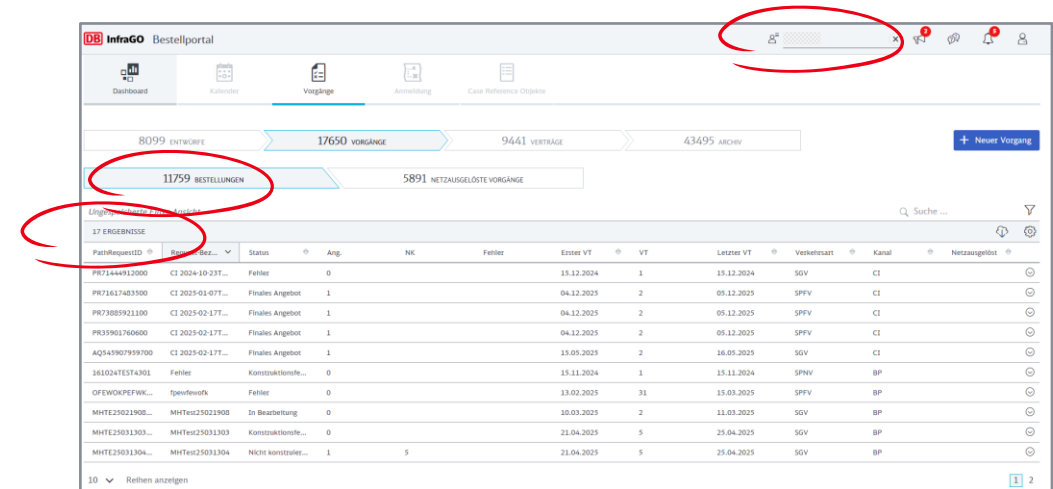 DB InfraGO Bestellportal
2 5
Dashboard Kalender Vorgänge Anmeldung Case Reference Objekte
8099 ENTWÜRFE 17650 VORGÄNGE 9441 VERTRÄGE 43495 ARCHIV + Neuer Vorgang
11759 BESTELLUNGEN 5891 NETZAUSGELÖSTE VORGÄNGE
Ungespeicherte Ansicht Suche ...
17 ERGEBNISSE
PathRequestID Request-Bez... Status Ang. NK Fehler Erster VT VT Letzter VT Verkehrsart Kanal Netzausgelöst
PR71444912000 CI 2024-10-23T... Fehler 0 15.12.2024 1 15.12.2024 SGV CI
PR71617483500 CI 2025-01-07T... Finales Angebot 1 04.12.2025 2 05.12.2025 SPFV CI
PR73885921100 CI 2025-02-17T... Finales Angebot 1 04.12.2025 2 05.12.2025 SPFV CI
PR35901760600 CI 2025-02-17T... Finales Angebot 1 04.12.2025 2 05.12.2025 SPFV CI
AQ545907959700 CI 2025-02-17T... Finales Angebot 1 15.05.2025 2 16.05.2025 SGV CI
161024TEST4301 Fehler Konstruktionsfe... 0 15.11.2024 1 15.11.2024 SPNV BP
OFEWOKPEFWK... fpewfewofk Fehler 0 13.02.2025 31 15.03.2025 SPFV BP
MHTE25021908... MHTest25021908 In Bearbeitung 0 10.03.2025 2 11.03.2025 SGV BP
MHTE25031303... MHTest25031303 Konstruktionsfe... 0 21.04.2025 5 25.04.2025 SGV BP
MHTE25031304... MHTest25031304 Nicht konstruier... 1 5 21.04.2025 5 25.04.2025 SGV BP
10 Reihen anzeigen 1 2